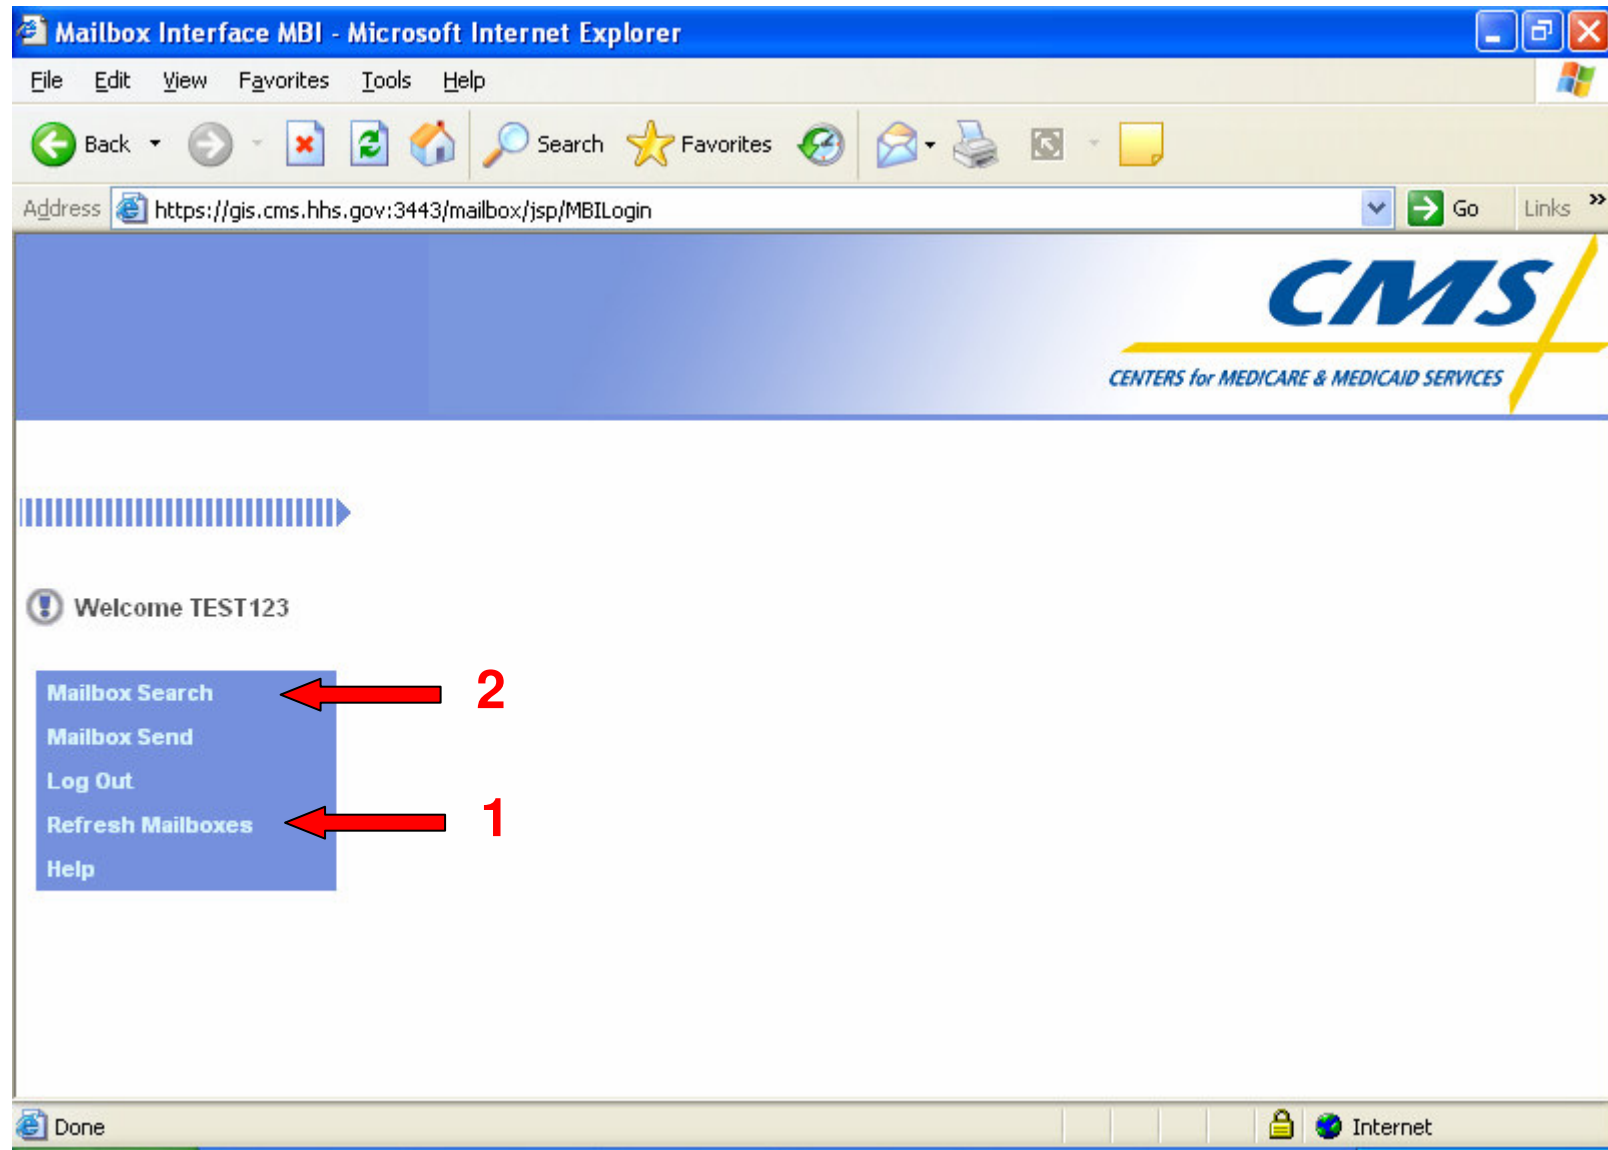 Mailbox Interface MBI - Microsoft Internet Explorer
File Edit View Favorites Tools Help
Back Search Favorites
Address https://gis.cms.hhs.gov:3443/mailbox/jsp/MBILogin Go Links »
CMS
CENTERS for MEDICARE & MEDICAID SERVICES
Welcome TEST123
Mailbox Search 2
Mailbox Send
Log Out
Refresh Mailboxes 1
Help
Done Internet